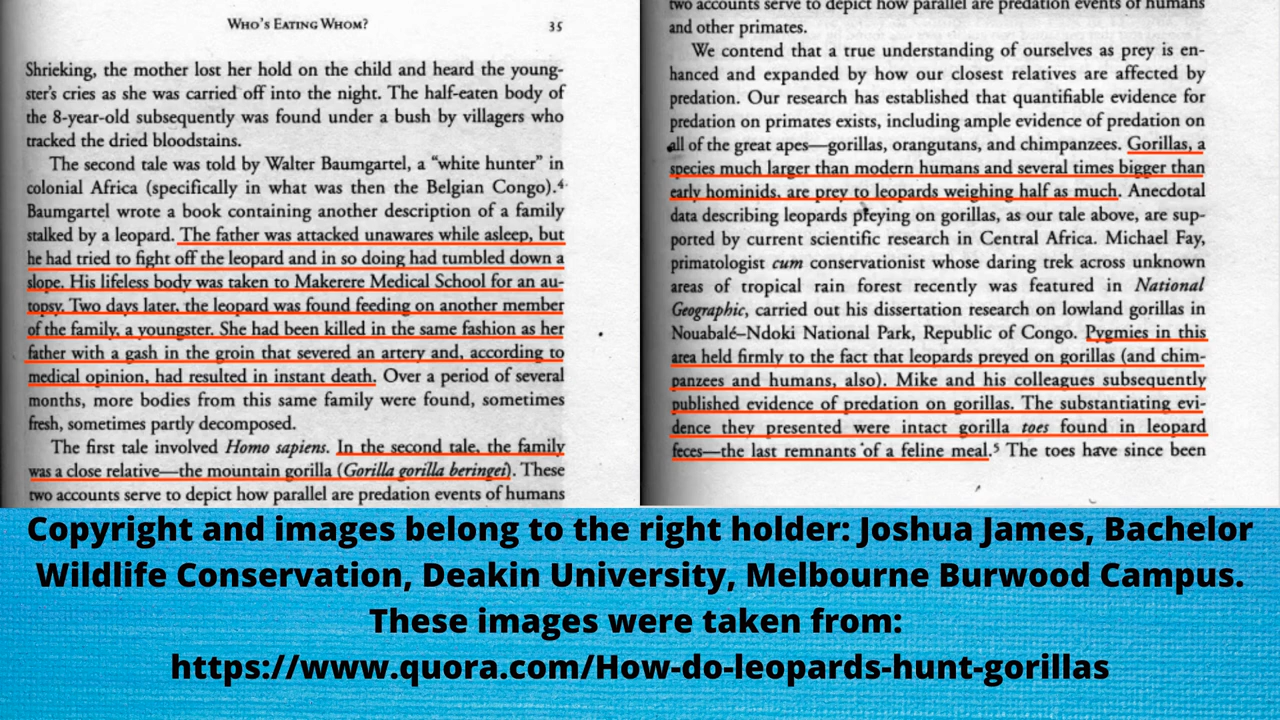 WHO'S EATING WHOM? 35
Shrieking, the mother lost her hold on the child and heard the young-
ster's cries as she was carried off into the night. The half-eaten body of
the 8-year-old subsequently was found under a bush by villagers who
tracked the dried bloodstains.
The second tale was told by Walter Baumgartel, a “white hunter” in
colonial Africa (specifically in what was then the Belgian Congo).4
Baumgartel wrote a book containing another description of a family
stalked by a leopard. The father was attacked unawares while asleep, but
he had tried to fight off the leopard and in so doing had tumbled down a
slope. His lifeless body was taken to Makerere Medical School for an au-
topsy. Two days later, the leopard was found feeding on another member
of the family, a youngster. She had been killed in the same fashion as her
father with a gash in the groin that severed an artery and, according to
medical opinion, had resulted in instant death. Over a period of several
months, more bodies from this same family were found, sometimes
fresh, sometimes partly decomposed.
The first tale involved Homo sapiens. In the second tale, the family
was a close relative—the mountain gorilla (Gorilla gorilla beringei). These
two accounts serve to depict how parallel are predation events of humans
two accounts serve to depict how parallel are predation events of humans
and other primates.
We contend that a true understanding of ourselves as prey is en-
hanced and expanded by how our closest relatives are affected by
predation. Our research has established that quantifiable evidence for
predation on primates exists, including ample evidence of predation on
all of the great apes—gorillas, orangutans, and chimpanzees. Gorillas, a
species much larger than modern humans and several times bigger than
early hominids, are prey to leopards weighing half as much. Anecdotal
data describing leopards preying on gorillas, as our tale above, are sup-
ported by current scientific research in Central Africa. Michael Fay,
primatologist cum conservationist whose daring trek across unknown
areas of tropical rain forest recently was featured in National
Geographic, carried out his dissertation research on lowland gorillas in
Nouabalé–Ndoki National Park, Republic of Congo. Pygmies in this
area held firmly to the fact that leopards preyed on gorillas (and chim-
panzees and humans, also). Mike and his colleagues subsequently
published evidence of predation on gorillas. The substantiating evi-
dence they presented were intact gorilla toes found in leopard
feces—the last remnants of a feline meal.5 The toes have since been
Copyright and images belong to the right holder: Joshua James, Bachelor
Wildlife Conservation, Deakin University, Melbourne Burwood Campus.
These images were taken from:
https://www.quora.com/How-do-leopards-hunt-gorillas